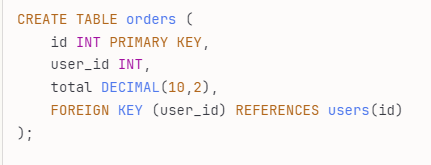 CREATE TABLE orders (
    id INT PRIMARY KEY,
    user_id INT,
    total DECIMAL(10,2),
    FOREIGN KEY (user_id) REFERENCES users(id)
);